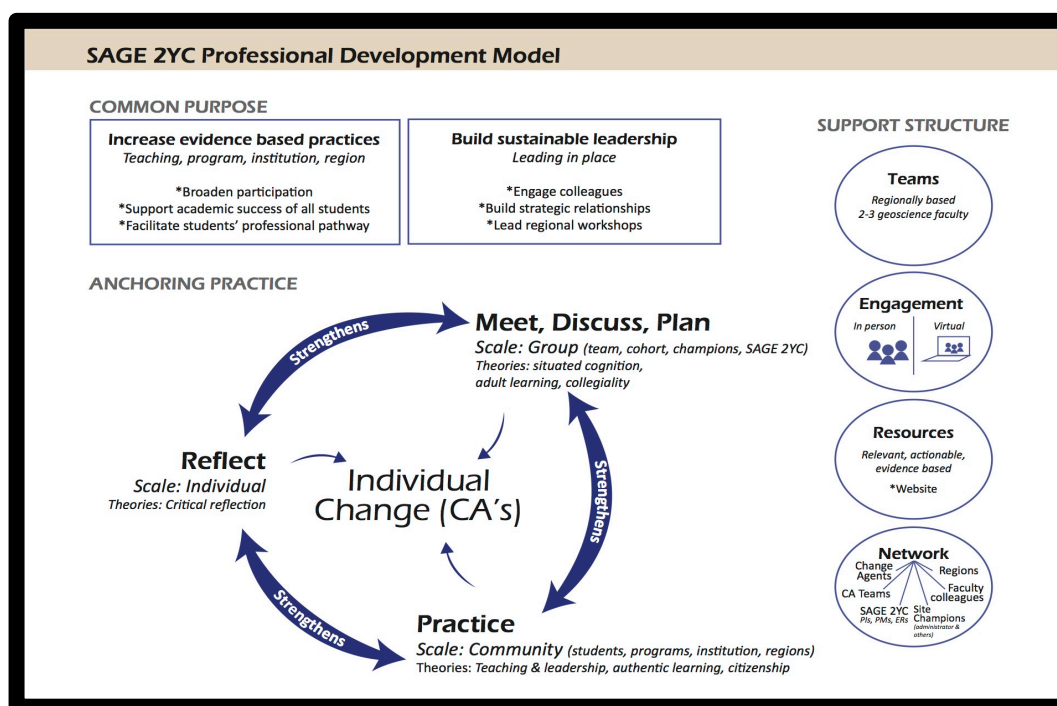 SAGE 2YC Professional Development Model
COMMON PURPOSE
Increase evidence based practices
Teaching, program, institution, region
*Broaden participation
*Support academic success of all students
*Facilitate students' professional pathway
Build sustainable leadership
Leading in place
*Engage colleagues
*Build strategic relationships
*Lead regional workshops
ANCHORING PRACTICE
Strengthens
Meet, Discuss, Plan
Scale: Group (team, cohort, champions, SAGE 2YC)
Theories: situated cognition,
adult learning, collegiality
Reflect
Scale: Individual
Theories: Critical reflection
Individual
Change (CA's)
Strengthens
Strengthens
Practice
Scale: Community (students, programs, institution, regions)
Theories: Teaching & leadership, authentic learning, citizenship
SUPPORT STRUCTURE
Teams
Regionally based
2-3 geoscience faculty
Engagement
In person
Virtual
Resources
Relevant, actionable,
evidence based
*Website
Network
Change
Agents
Regions
CA Teams
Faculty
colleagues
SAGE 2YC
PIs, PMs, ERs
Site
Champions
(administrator &
others)